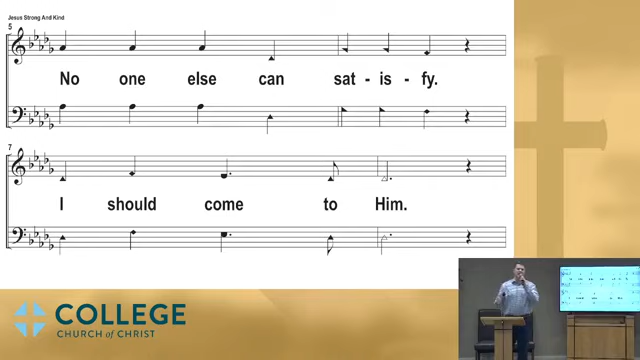 Jesus Strong And Kind
5
No one else can sat - is - fy.
7
I should come to Him.
COLLEGE
CHURCH of CHRIST